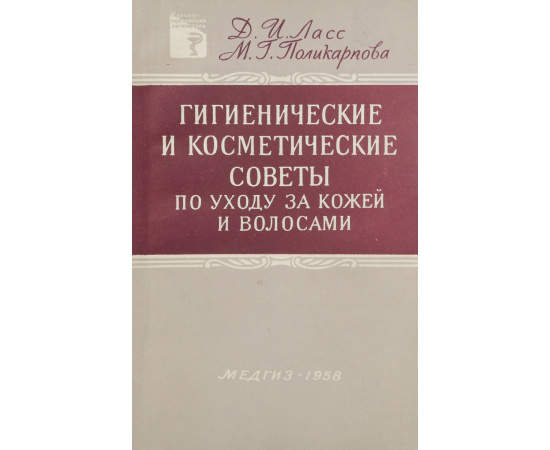 Д. И. Ласс
М. Г. Поликарпова
ГИГИЕНИЧЕСКИЕ
И КОСМЕТИЧЕСКИЕ
СОВЕТЫ
ПО УХОДУ ЗА КОЖЕЙ
И ВОЛОСАМИ
МЕДГИЗ · 1958